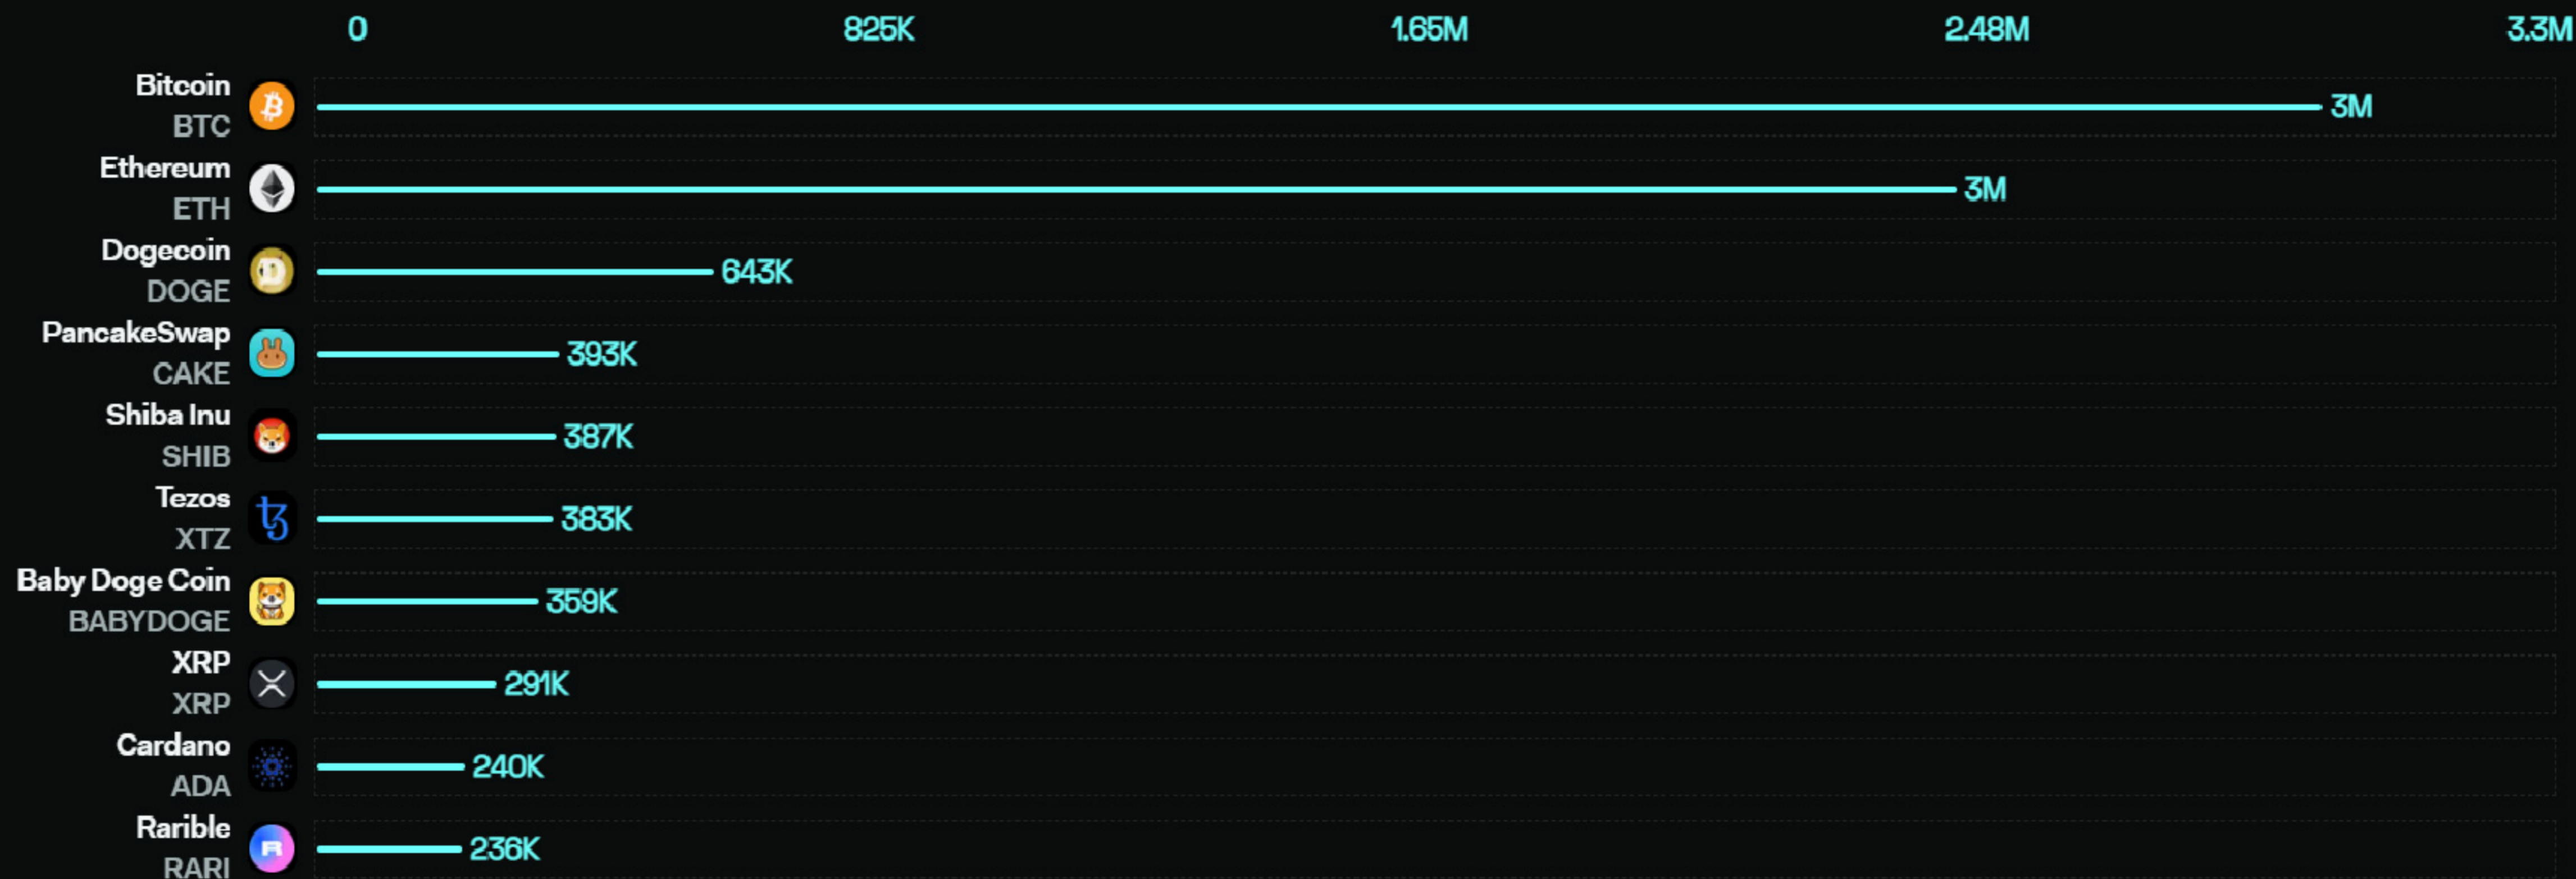 0 825K 1.65M 2.48M 3.3M
Bitcoin
BTC
3M
Ethereum
ETH
3M
Dogecoin
DOGE
643K
PancakeSwap
CAKE
393K
Shiba Inu
SHIB
387K
Tezos
XTZ
383K
Baby Doge Coin
BABYDOGE
359K
XRP
XRP
291K
Cardano
ADA
240K
Rarible
RARI
236K